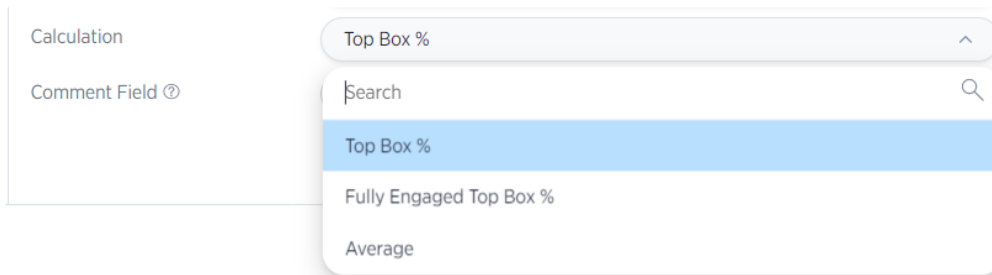 Calculation
Top Box %
Comment Field
Search
Top Box %
Fully Engaged Top Box %
Average